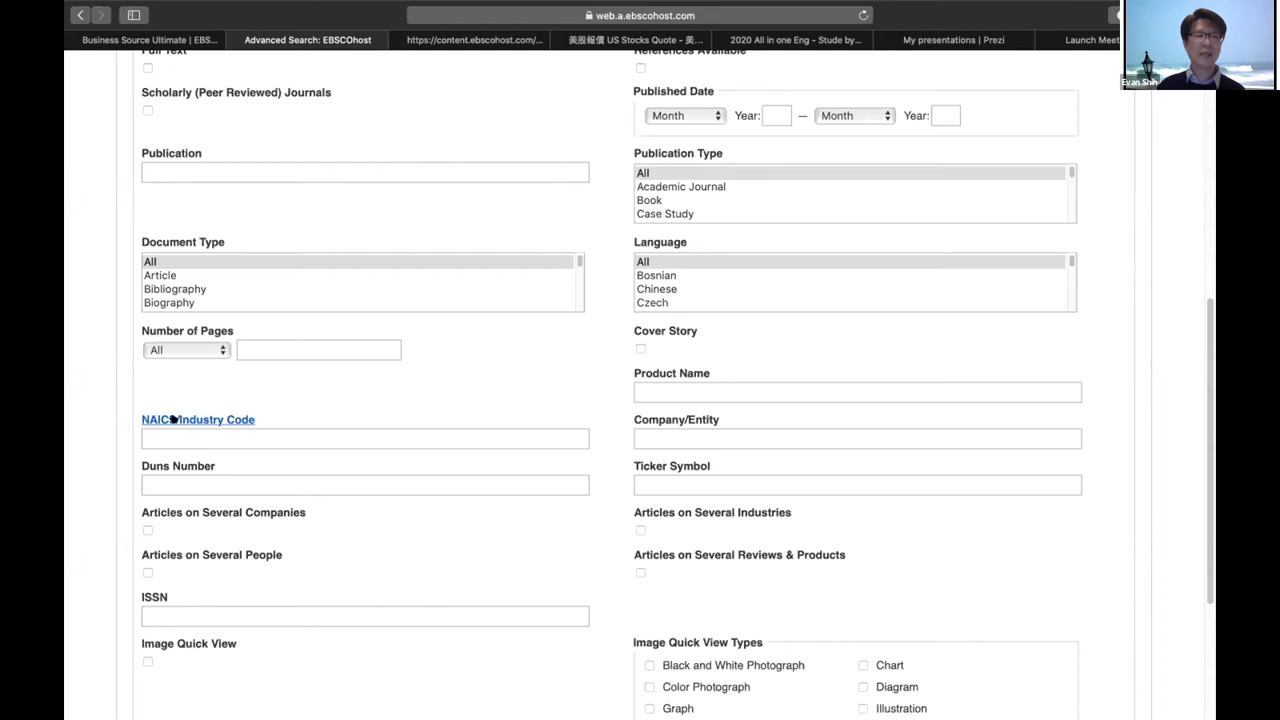 web.a.ebscohost.com
Business Source Ultimate | EBS...
Advanced Search: EBSCOhost
https://content.ebscohost.com/...
美股報價 US Stocks Quote - 美...
2020 All in one Eng - Stude by...
My presentations | Prezi
Launch Meet
Evan Shih
Full Text
References Available
Scholarly (Peer Reviewed) Journals
Published Date
Month Year: – Month Year:
Publication
Publication Type
All
Academic Journal
Book
Case Study
Document Type
All
Article
Bibliography
Biography
Language
All
Bosnian
Chinese
Czech
Number of Pages
All
Cover Story
Product Name
NAICS/Industry Code
Company/Entity
Duns Number
Ticker Symbol
Articles on Several Companies
Articles on Several Industries
Articles on Several People
Articles on Several Reviews & Products
ISSN
Image Quick View
Image Quick View Types
Black and White Photograph
Chart
Color Photograph
Diagram
Graph
Illustration